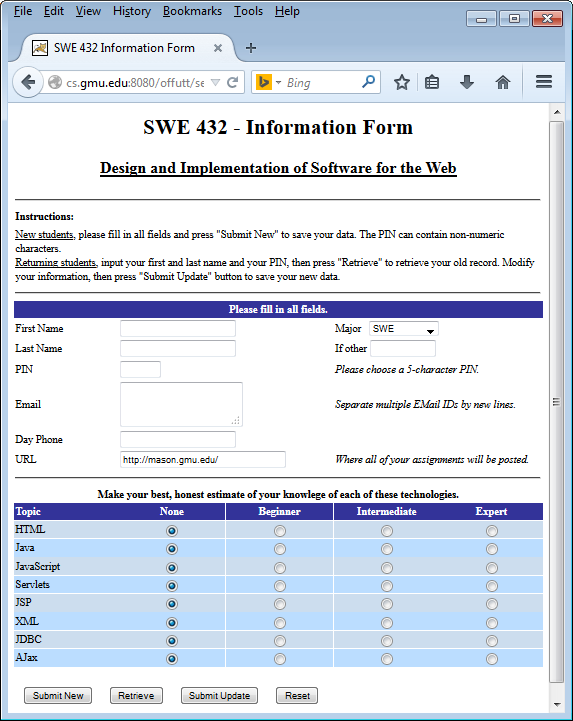 File Edit View History Bookmarks Tools Help
SWE 432 Information Form
cs.gmu.edu:8080/offutt/se
Bing
SWE 432 - Information Form
Design and Implementation of Software for the Web
Instructions:
New students, please fill in all fields and press "Submit New" to save your data. The PIN can contain non-numeric
characters.
Returning students, input your first and last name and your PIN, then press "Retrieve" to retrieve your old record. Modify
your information, then press "Submit Update" button to save your new data.
Please fill in all fields.
First Name Major SWE
Last Name If other
PIN Please choose a 5-character PIN.
Email Separate multiple EMail IDs by new lines.
Day Phone
URL http://mason.gmu.edu/ Where all of your assignments will be posted.
Make your best, honest estimate of your knowlege of each of these technologies.
Topic None Beginner Intermediate Expert
HTML
Java
JavaScript
Servlets
JSP
XML
JDBC
AJax
Submit New Retrieve Submit Update Reset